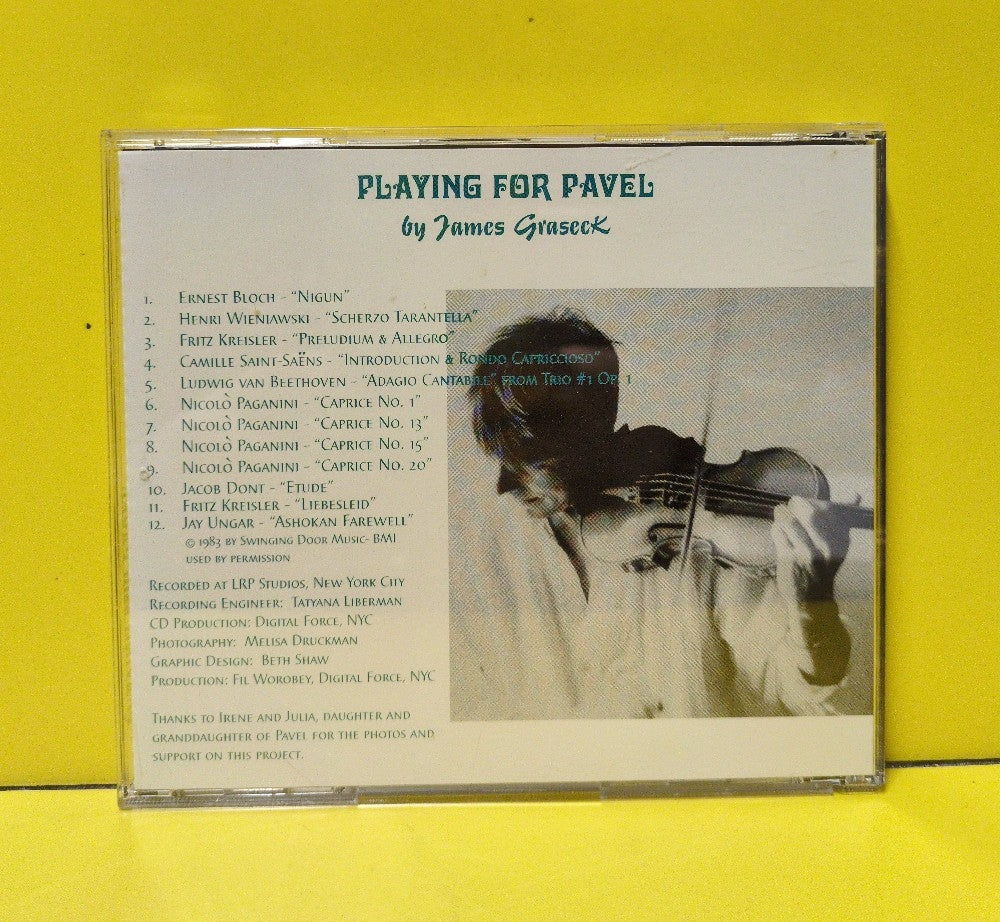 PLAYING FOR PAVEL
by James Graseck
1. Ernest Bloch - "Nigun"
2. Henri Wieniawski - "Scherzo Tarantella"
3. Fritz Kreisler - "Preludium & Allegro"
4. Camille Saint-Saëns - "Introduction & Rondo Capriccioso"
5. Ludwig van Beethoven - "Adagio Cantabile" from Trio #1 Op. 1
6. Nicolò Paganini - "Caprice No. 1"
7. Nicolò Paganini - "Caprice No. 13"
8. Nicolò Paganini - "Caprice No. 15"
9. Nicolò Paganini - "Caprice No. 20"
10. Jacob Dont - "Etude"
11. Fritz Kreisler - "Liebesleid"
12. Jay Ungar - "Ashokan Farewell"
© 1983 by Swinging Door Music- BMI
used by permission
Recorded at LRP Studios, New York City
Recording Engineer: Tatyana Liberman
CD Production: Digital Force, NYC
Photography: Melisa Druckman
Graphic Design: Beth Shaw
Production: Fil Worobey, Digital Force, NYC
Thanks to Irene and Julia, daughter and
granddaughter of Pavel for the photos and
support on this project.